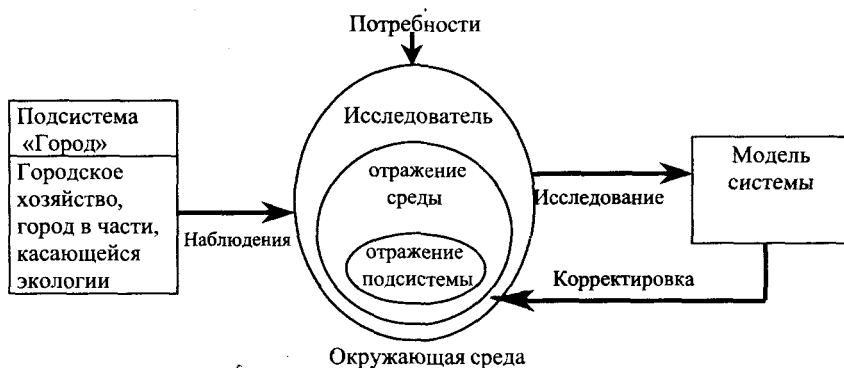 Потребности
Подсистема
«Город»
Городское
хозяйство,
город в части,
касающейся
экологии
Наблюдения
Исследователь
отражение
среды
отражение
подсистемы
Исследование
Модель
системы
Корректировка
Окружающая среда